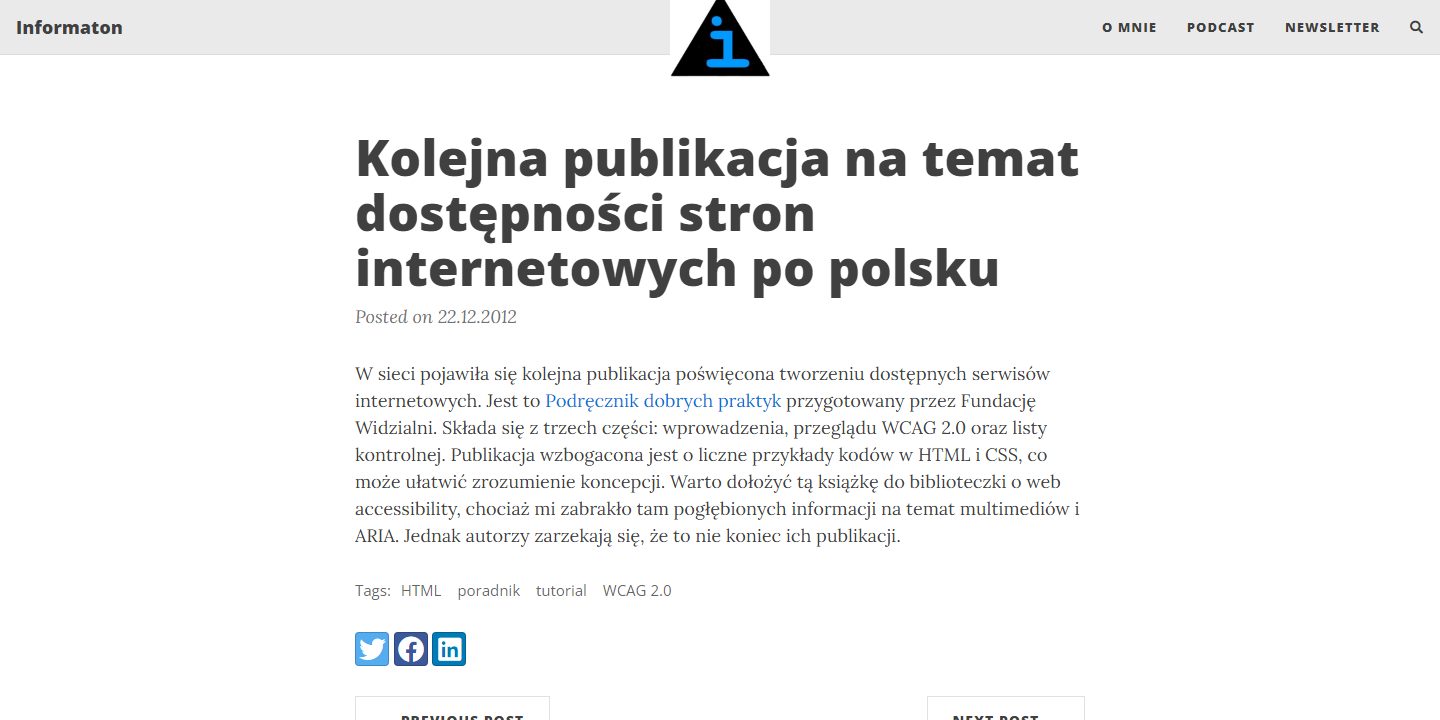 Informaton
i
O MNIE
PODCAST
NEWSLETTER
Kolejna publikacja na temat
dostępności stron
internetowych po polsku
Posted on 22.12.2012
W sieci pojawiła się kolejna publikacja poświęcona tworzeniu dostępnych serwisów
internetowych. Jest to Podręcznik dobrych praktyk przygotowany przez Fundację
Widzialni. Składa się z trzech części: wprowadzenia, przeglądu WCAG 2.0 oraz listy
kontrolnej. Publikacja wzbogacona jest o liczne przykłady kodów w HTML i CSS, co
może ułatwić zrozumienie koncepcji. Warto dołożyć tą książkę do biblioteczki o web
accessibility, chociaż mi zabrakło tam pogłębionych informacji na temat multimediów i
ARIA. Jednak autorzy zarzekają się, że to nie koniec ich publikacji.
Tags: HTML poradnik tutorial WCAG 2.0
PREVIOUS POST
NEXT POST